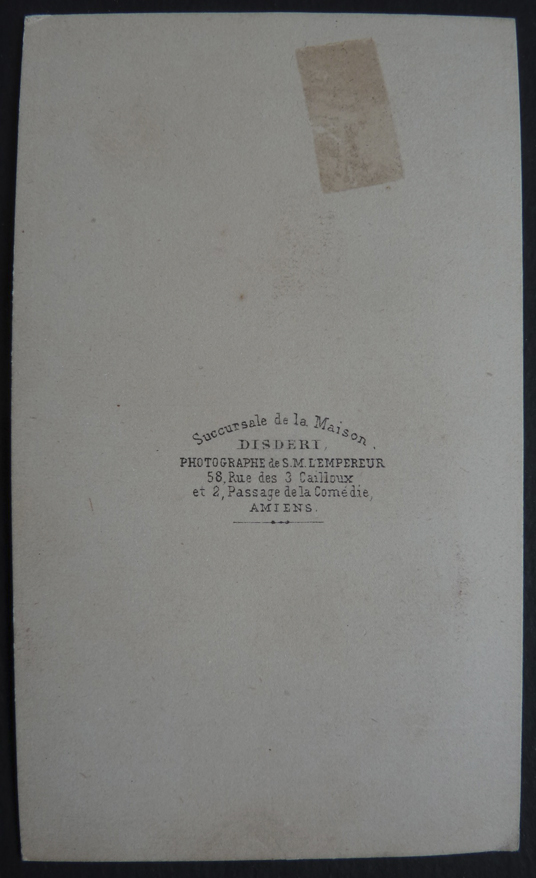 Succursale de la Maison.
DISDERI.
PHOTOGRAPHE de S.M. L'EMPEREUR
58, Rue des 3 Cailloux
et 2, Passage de la Comédie,
AMIENS.